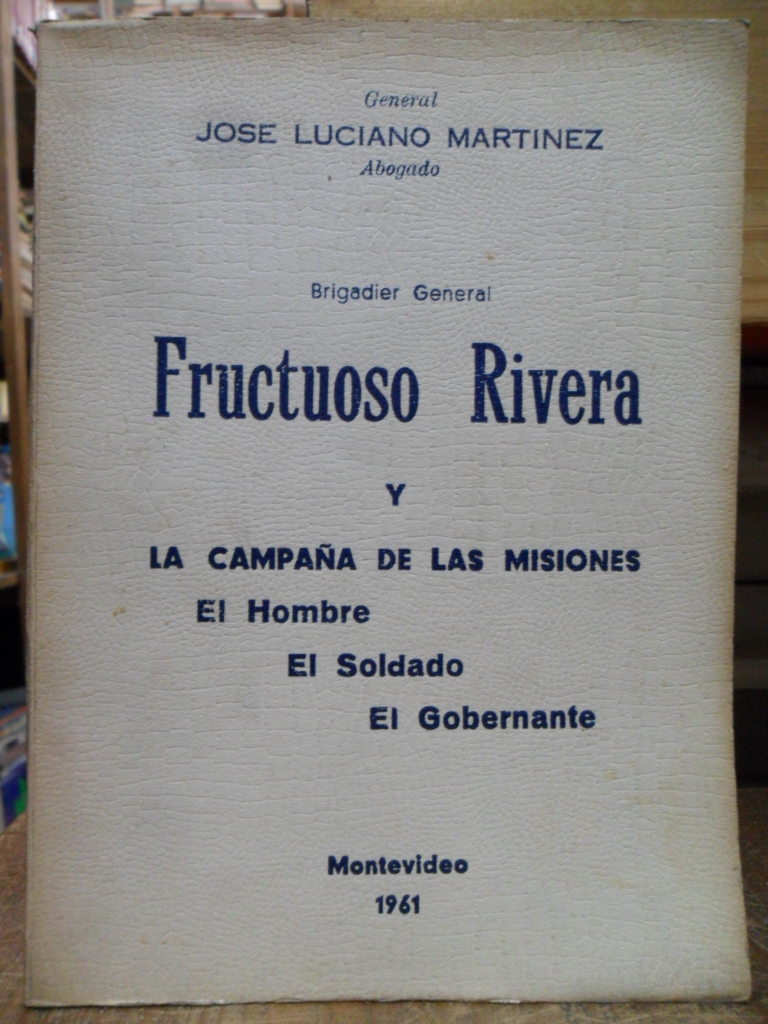 General
JOSE LUCIANO MARTINEZ
Abogado
Brigadier General
Fructuoso Rivera
Y
LA CAMPAÑA DE LAS MISIONES
El Hombre
El Soldado
El Gobernante
Montevideo
1961